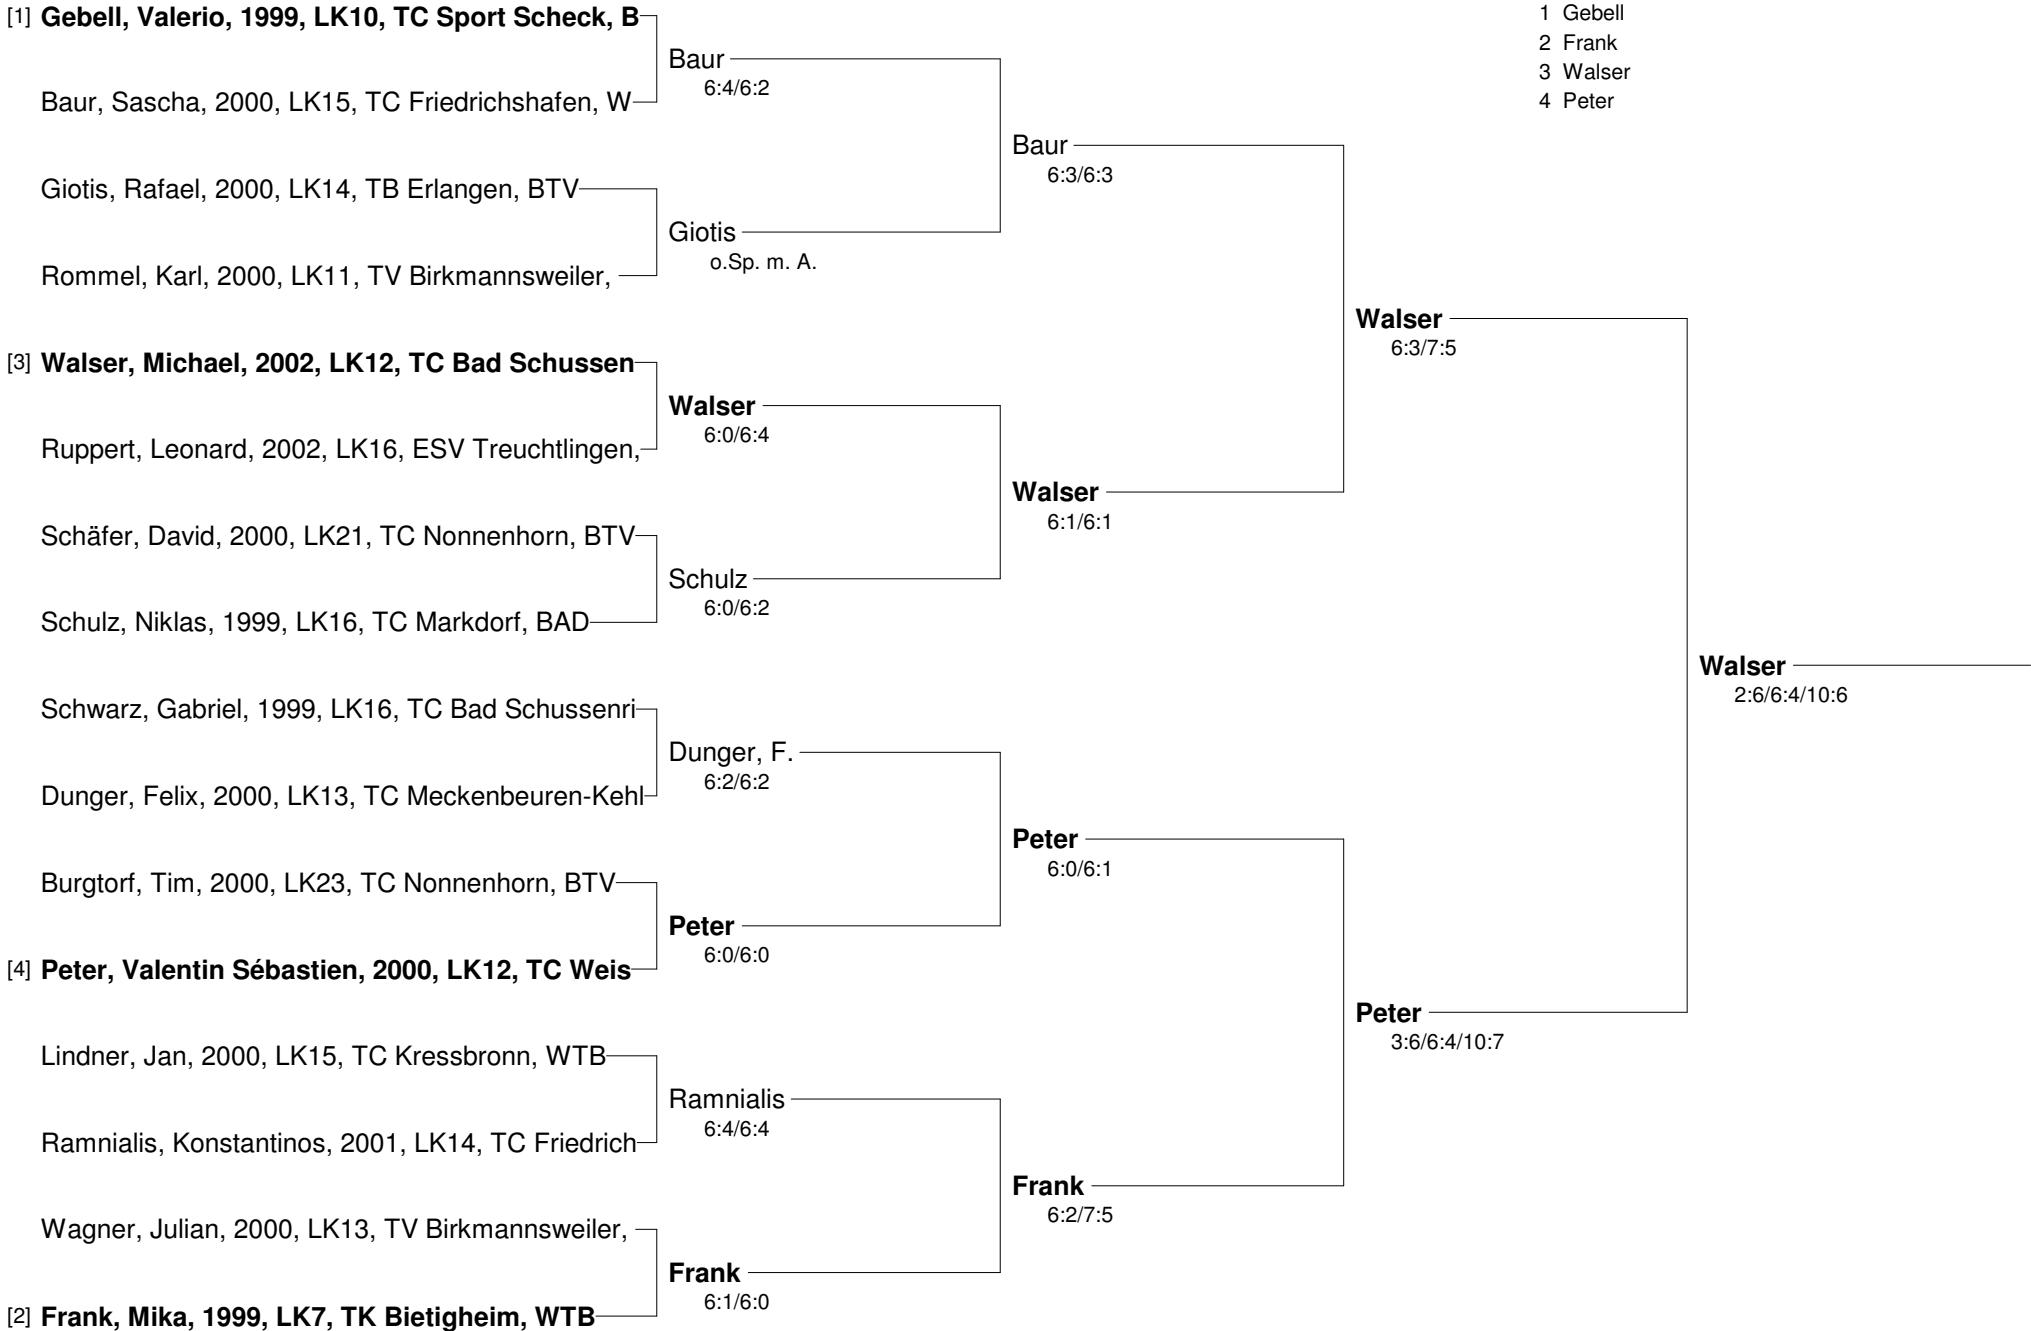 [1] Gebell, Valerio, 1999, LK10, TC Sport Scheck, B
Baur, Sascha, 2000, LK15, TC Friedrichshafen, W
Giotis, Rafael, 2000, LK14, TB Erlangen, BTV
Rommel, Karl, 2000, LK11, TV Birkmannsweiler,
[3] Walser, Michael, 2002, LK12, TC Bad Schussen
Ruppert, Leonard, 2002, LK16, ESV Treuchtlingen,
Schäfer, David, 2000, LK21, TC Nonnenhorn, BTV
Schulz, Niklas, 1999, LK16, TC Markdorf, BAD
Schwarz, Gabriel, 1999, LK16, TC Bad Schussenri
Dunger, Felix, 2000, LK13, TC Meckenbeuren-Kehl
Burgtorf, Tim, 2000, LK23, TC Nonnenhorn, BTV
[4] Peter, Valentin Sébastien, 2000, LK12, TC Weis
Lindner, Jan, 2000, LK15, TC Kressbronn, WTB
Ramnialis, Konstantinos, 2001, LK14, TC Friedrich
Wagner, Julian, 2000, LK13, TV Birkmannsweiler,
[2] Frank, Mika, 1999, LK7, TK Bietigheim, WTB
Baur
6:4/6:2
Giotis
o.Sp. m. A.
Walser
6:0/6:4
Schulz
6:0/6:2
Dunger, F.
6:2/6:2
Peter
6:0/6:0
Ramnialis
6:4/6:4
Frank
6:1/6:0
Baur
6:3/6:3
Walser
6:1/6:1
Peter
6:0/6:1
Frank
6:2/7:5
Walser
6:3/7:5
Peter
3:6/6:4/10:7
Walser
2:6/6:4/10:6
1 Gebell
2 Frank
3 Walser
4 Peter